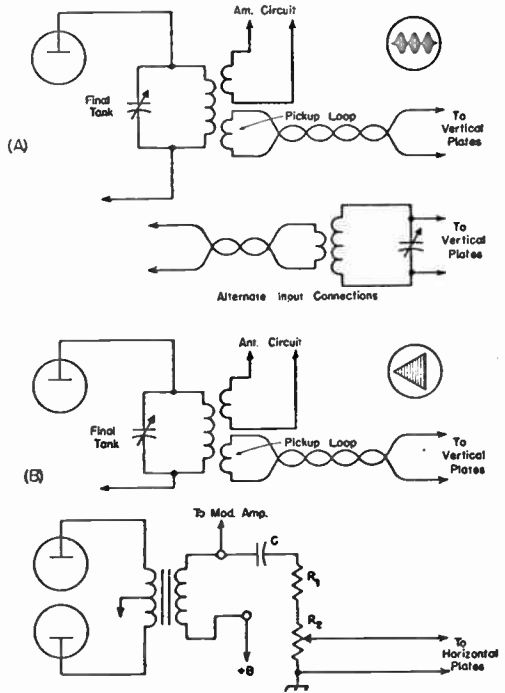 Am. Circuit
Final
Tank
Pickup Loop
To
Vertical
Plates
(A)
To
Vertical
Plates
Alternate Input Connections
Ant. Circuit
Final
Tank
Pickup Loop
To
Vertical
Plates
(B)
To Mod. Amp.
C
R1
R2
+B
To
Horizontal
Plates